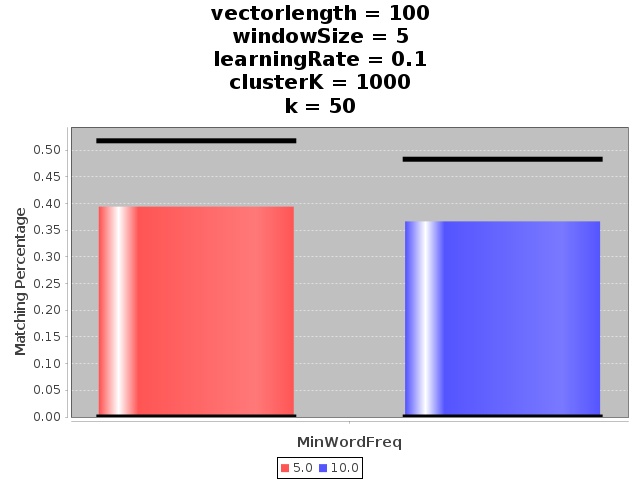 vectorlength = 100
windowSize = 5
learningRate = 0.1
clusterK = 1000
k = 50
Matching Percentage
0.50
0.45
0.40
0.35
0.30
0.25
0.20
0.15
0.10
0.05
0.00
MinWordFreq
5.0 10.0